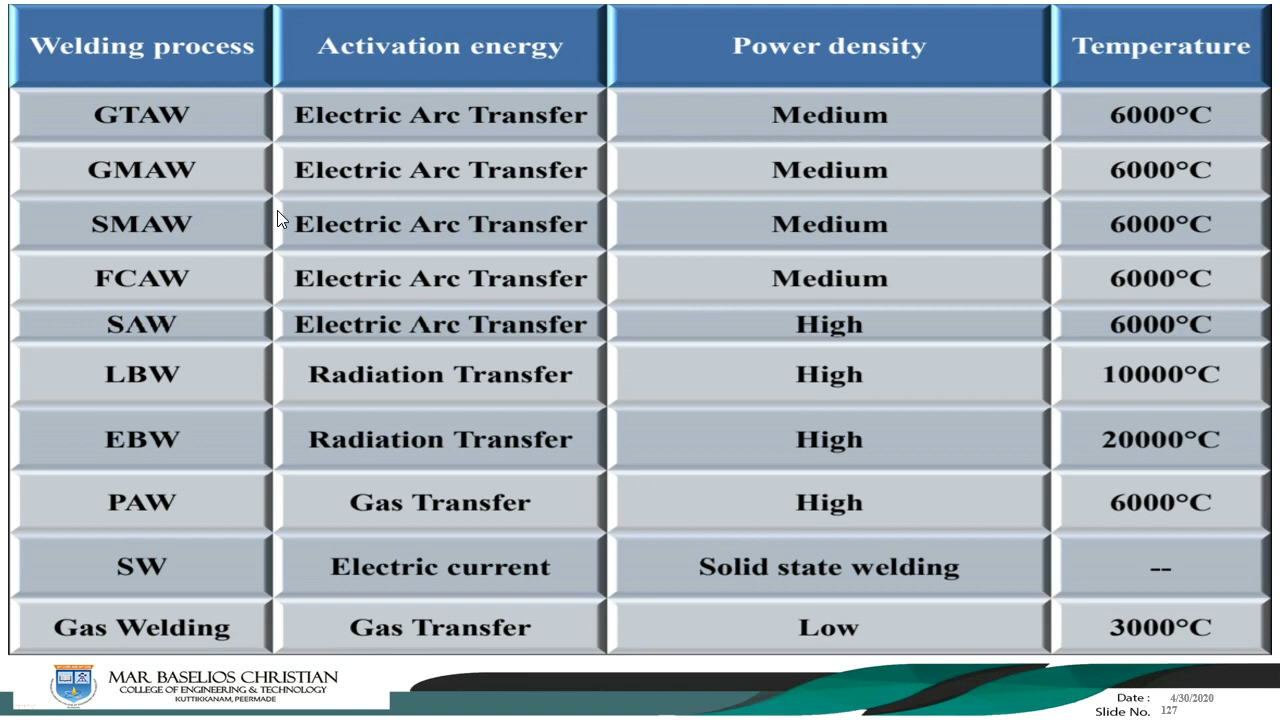 Welding process Activation energy Power density Temperature
GTAW Electric Arc Transfer Medium 6000°C
GMAW Electric Arc Transfer Medium 6000°C
SMAW Electric Arc Transfer Medium 6000°C
FCAW Electric Arc Transfer Medium 6000°C
SAW Electric Arc Transfer High 6000°C
LBW Radiation Transfer High 10000°C
EBW Radiation Transfer High 20000°C
PAW Gas Transfer High 6000°C
SW Electric current Solid state welding --
Gas Welding Gas Transfer Low 3000°C
MAR BASELIOS CHRISTIAN
COLLEGE OF ENGINEERING & TECHNOLOGY
KUTTIKKANAM, PEERMADE
Date : 4/30/2020
Slide No. 127